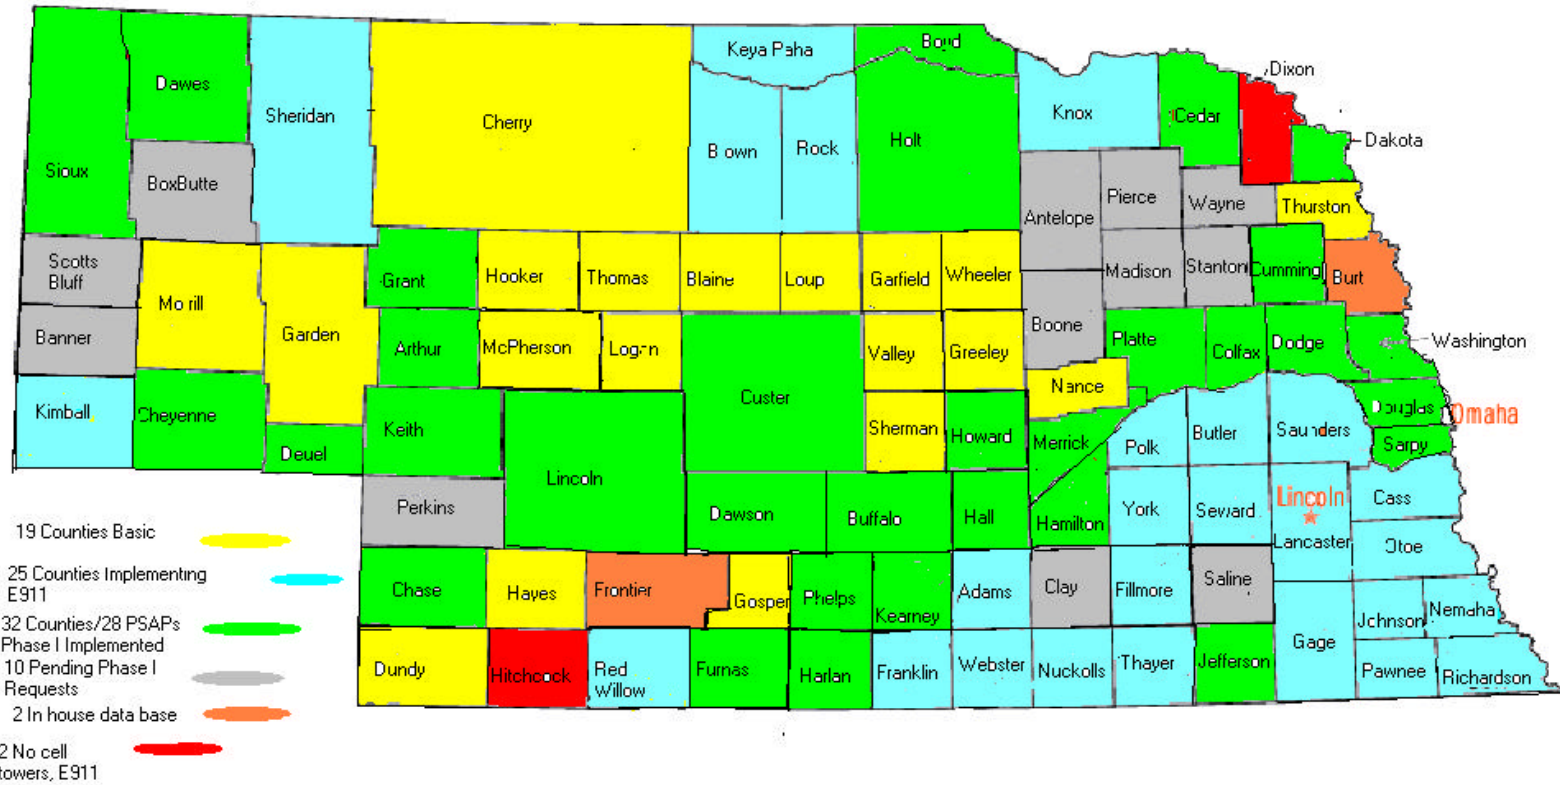 Boyd
Keya Paha
Dixon
Dawes
Sheridan
Cherry
Knox
Cedar
Dakota
Holt
B own
Rock
Sioux
BoxButte
Pierce
Wayne
Thurston
Antelope
Scotts
Bluff
Grant
Hooker
Thomas
Blaine
Loup
Garfield
Wheeler
Madison
Stanton
Cumming
Burt
Mo rill
Garden
Banner
Arthur
McPherson
Logan
Valley
Greeley
Boone
Platte
Colfax
Dodge
Washington
Kimball
Cheyenne
Custer
Nance
Douglas
Omaha
Keith
Sherman
Howard
Merrick
Polk
Butler
Saunders
Sarpy
Deuel
Lincoln
Perkins
Dawson
Buffalo
Hall
Hamilton
York
Seward
Lincoln
Cass
Lancaster
Otoe
19 Counties Basic
25 Counties Implementing
E911
32 Counties/28 PSAPs
Phase I Implemented
10 Pending Phase I
Requests
2 In house data base
2 No cell
towers, E911
Chase
Hayes
Frontier
Gosper
Phelps
Kearney
Adams
Clay
Fillmore
Saline
Gage
Johnson
Nemaha
Dundy
Hitchcock
Red
Willow
Furnas
Harlan
Franklin
Webster
Nuckolls
Thayer
Jefferson
Pawnee
Richardson